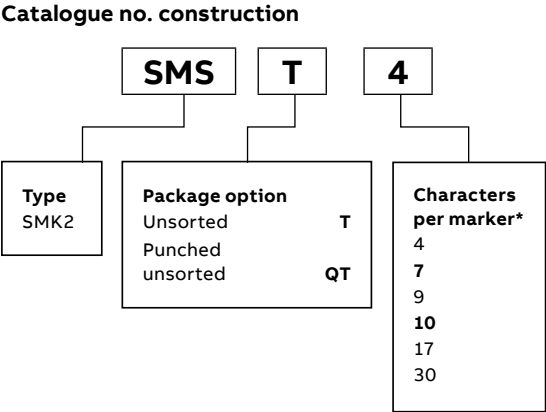 Catalogue no. construction
SMS T 4
Type
SMK2
Package option
Unsorted T
Punched
unsorted QT
Characters
per marker*
4
7
9
10
17
30